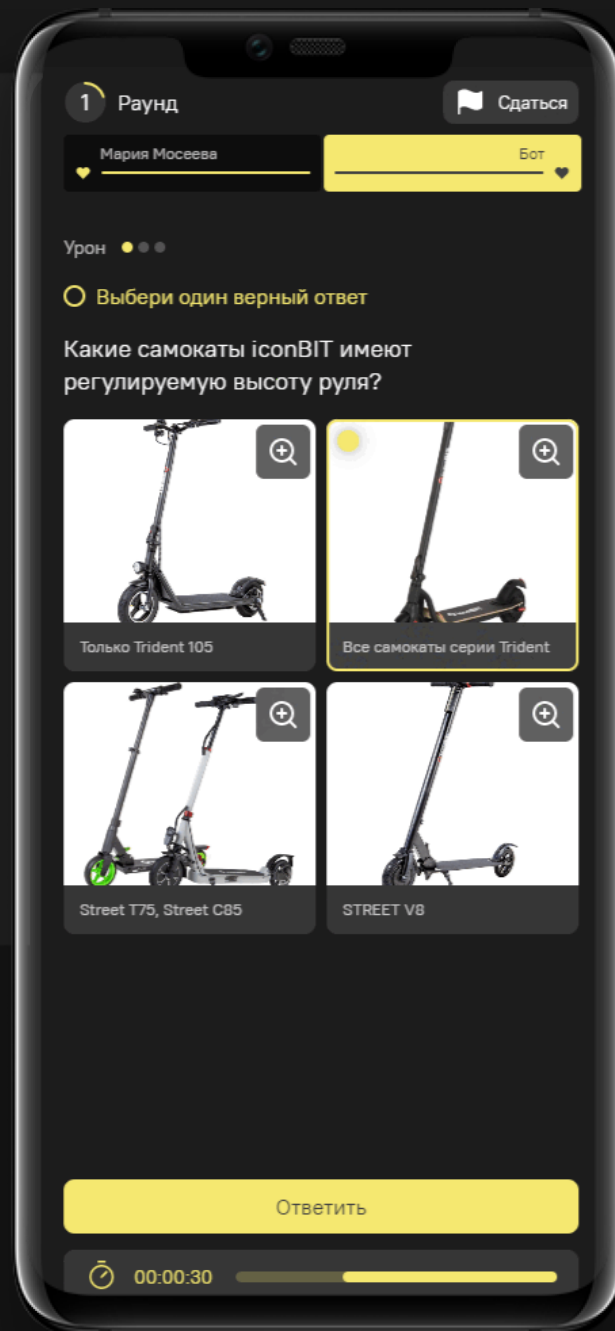 1 Раунд
Сдаться
Мария Мосеева
Бот
Урон
Выбери один верный ответ
Какие самокаты iconBIT имеют
регулируемую высоту руля?
Только Trident 105
iconBIT
Все самокаты серии Trident
Street T75, Street C85
STREET V8
Ответить
00:00:30